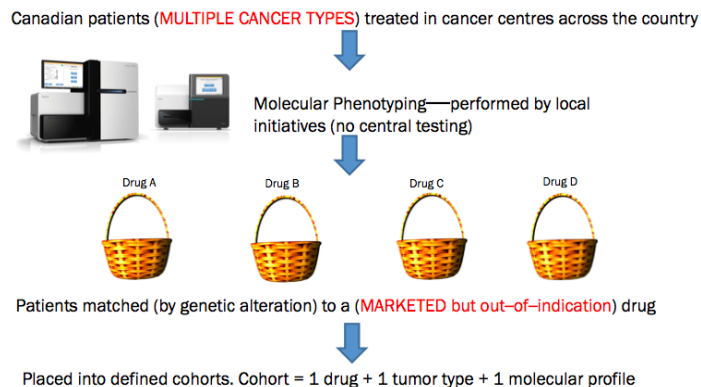 Canadian patients (MULTIPLE CANCER TYPES) treated in cancer centres across the country
Molecular Phenotyping—performed by local
initiatives (no central testing)
Drug A Drug B Drug C Drug D
Patients matched (by genetic alteration) to a (MARKETED but out–of–indication) drug
Placed into defined cohorts. Cohort = 1 drug + 1 tumor type + 1 molecular profile